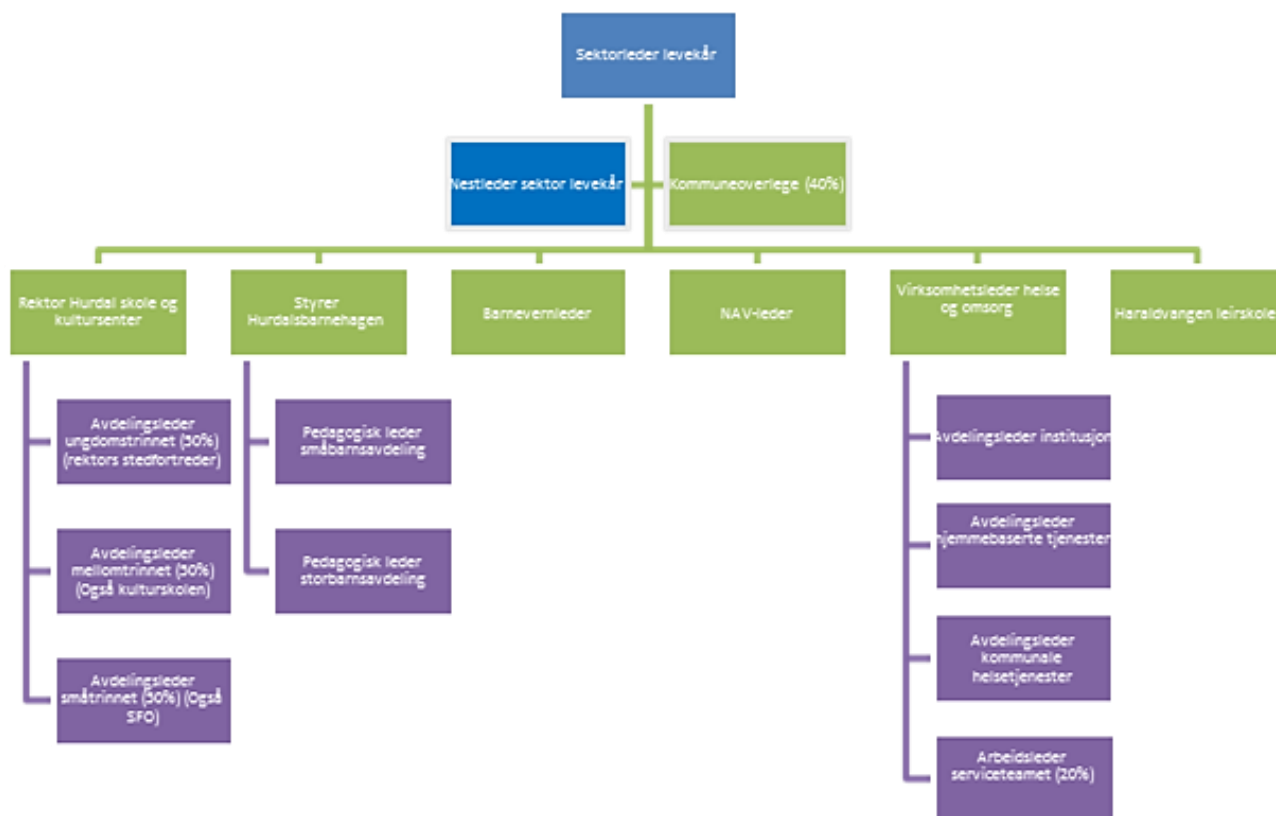 Sektorleder levekår
Nestleder sektor levekår
Kommuneoverlege (40%)
Rektor Hurdal skole og
kultursenter
Styrer
Hurdalsbarnehagen
Barnevernleder
NAV-leder
Virksomhetsleder helse
og omsorg
Haraldvangen leirskole
Avdelingsleder
ungdomstrinnet (50%)
(rektors stedfortreder)
Avdelingsleder
mellomtrinnet (50%)
(Også kulturskolen)
Avdelingsleder
småtrinnet (50%) (Også
SFO)
Pedagogisk leder
småbarnsavdeling
Pedagogisk leder
storbarnsavdeling
Avdelingsleder institusjon
Avdelingsleder
hjemmebaserte tjenester
Avdelingsleder
kommunale
helsetjenester
Arbeidsleder
serviceteamet (20%)